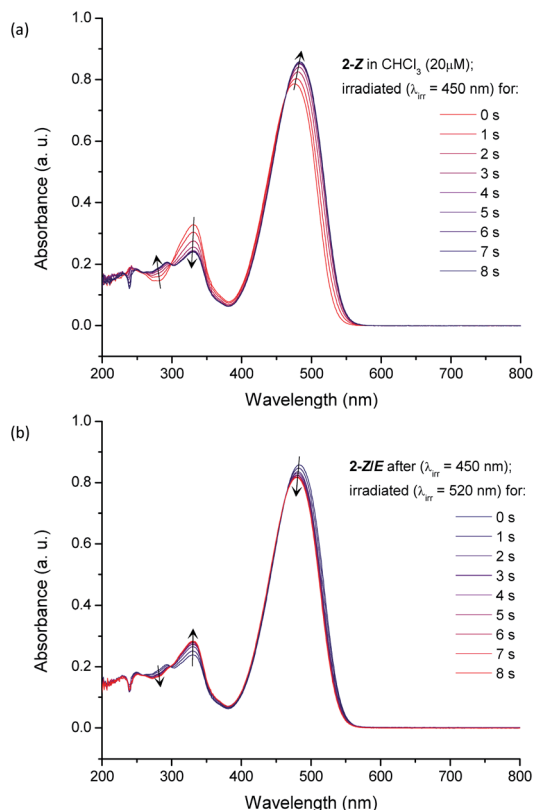 (a)
1.0
0.8
0.6
0.4
0.2
0.0
Absorbance (a. u.)
2-Z in CHCl₃ (20μM);
irradiated (λirr = 450 nm) for:
0 s
1 s
2 s
3 s
4 s
5 s
6 s
7 s
8 s
200 300 400 500 600 700 800
Wavelength (nm)
(b)
1.0
0.8
0.6
0.4
0.2
0.0
Absorbance (a. u.)
2-Z/E after (λirr = 450 nm);
irradiated (λirr = 520 nm) for:
0 s
1 s
2 s
3 s
4 s
5 s
6 s
7 s
8 s
200 300 400 500 600 700 800
Wavelength (nm)